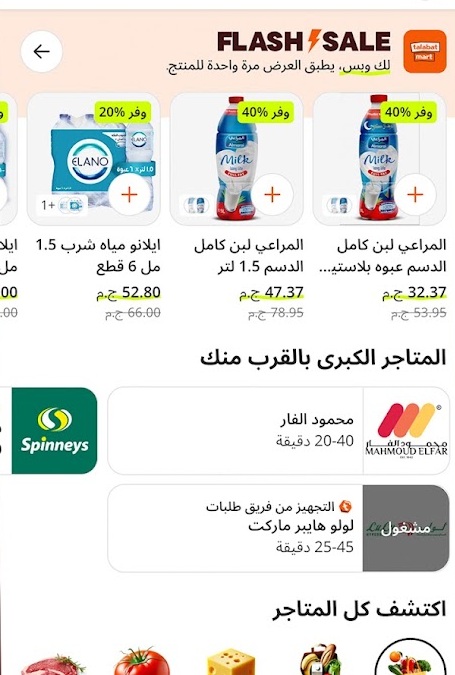 FLASH SALE
talabat
mart
لك وبس, يطبق العرض مرة واحدة للمنتج.
وفر 40%
المراعي لبن كامل
الدسم عبوه بلاستي...
32.37 ج.م
53.95 ج.م
وفر 40%
المراعي لبن كامل
الدسم 1.5 لتر
47.37 ج.م
78.95 ج.م
وفر 20%
ELANO
+1
ايلانو مياه شرب 1.5
مل 6 قطع
52.80 ج.م
66.00 ج.م
Milk
Milk
المتاجر الكبرى بالقرب منك
محمود الفار
MAHMOUD ELFAR
محمود الفار
20-40 دقيقة
Spinneys
مشغول
التجهيز من فريق طلبات
لولو هايبر ماركت
25-45 دقيقة
اكتشف كل المتاجر